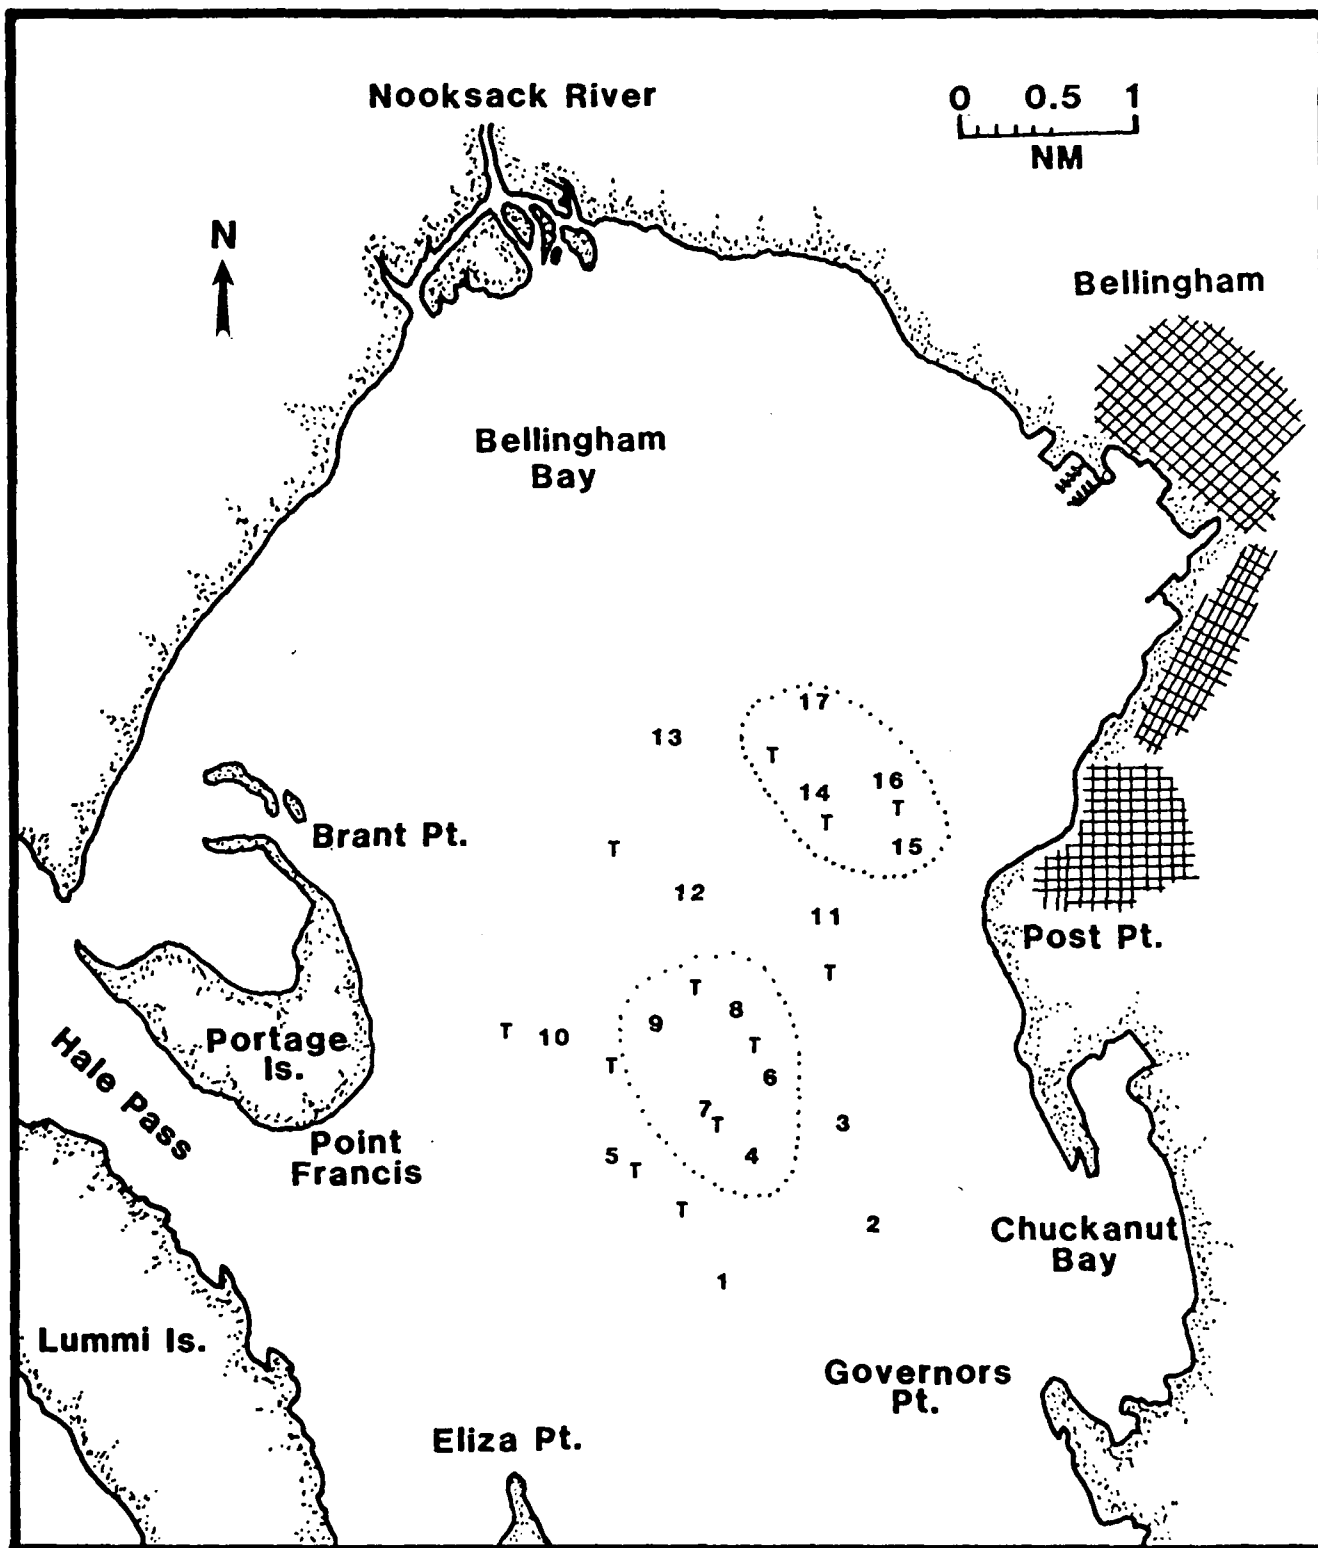 Nooksack River
0 0.5 1
NM
N
Bellingham
Bellingham
Bay
17
13
T
16
14
T
T
Brant Pt.
15
T
12
11
Post Pt.
T
T
8
9
T
10
Portage
Is.
T
T
6
Hale Pass
7
T
3
Point
Francis
5
4
T
T
2
Chuckanut
Bay
1
Lummi Is.
Governors
Pt.
Eliza Pt.